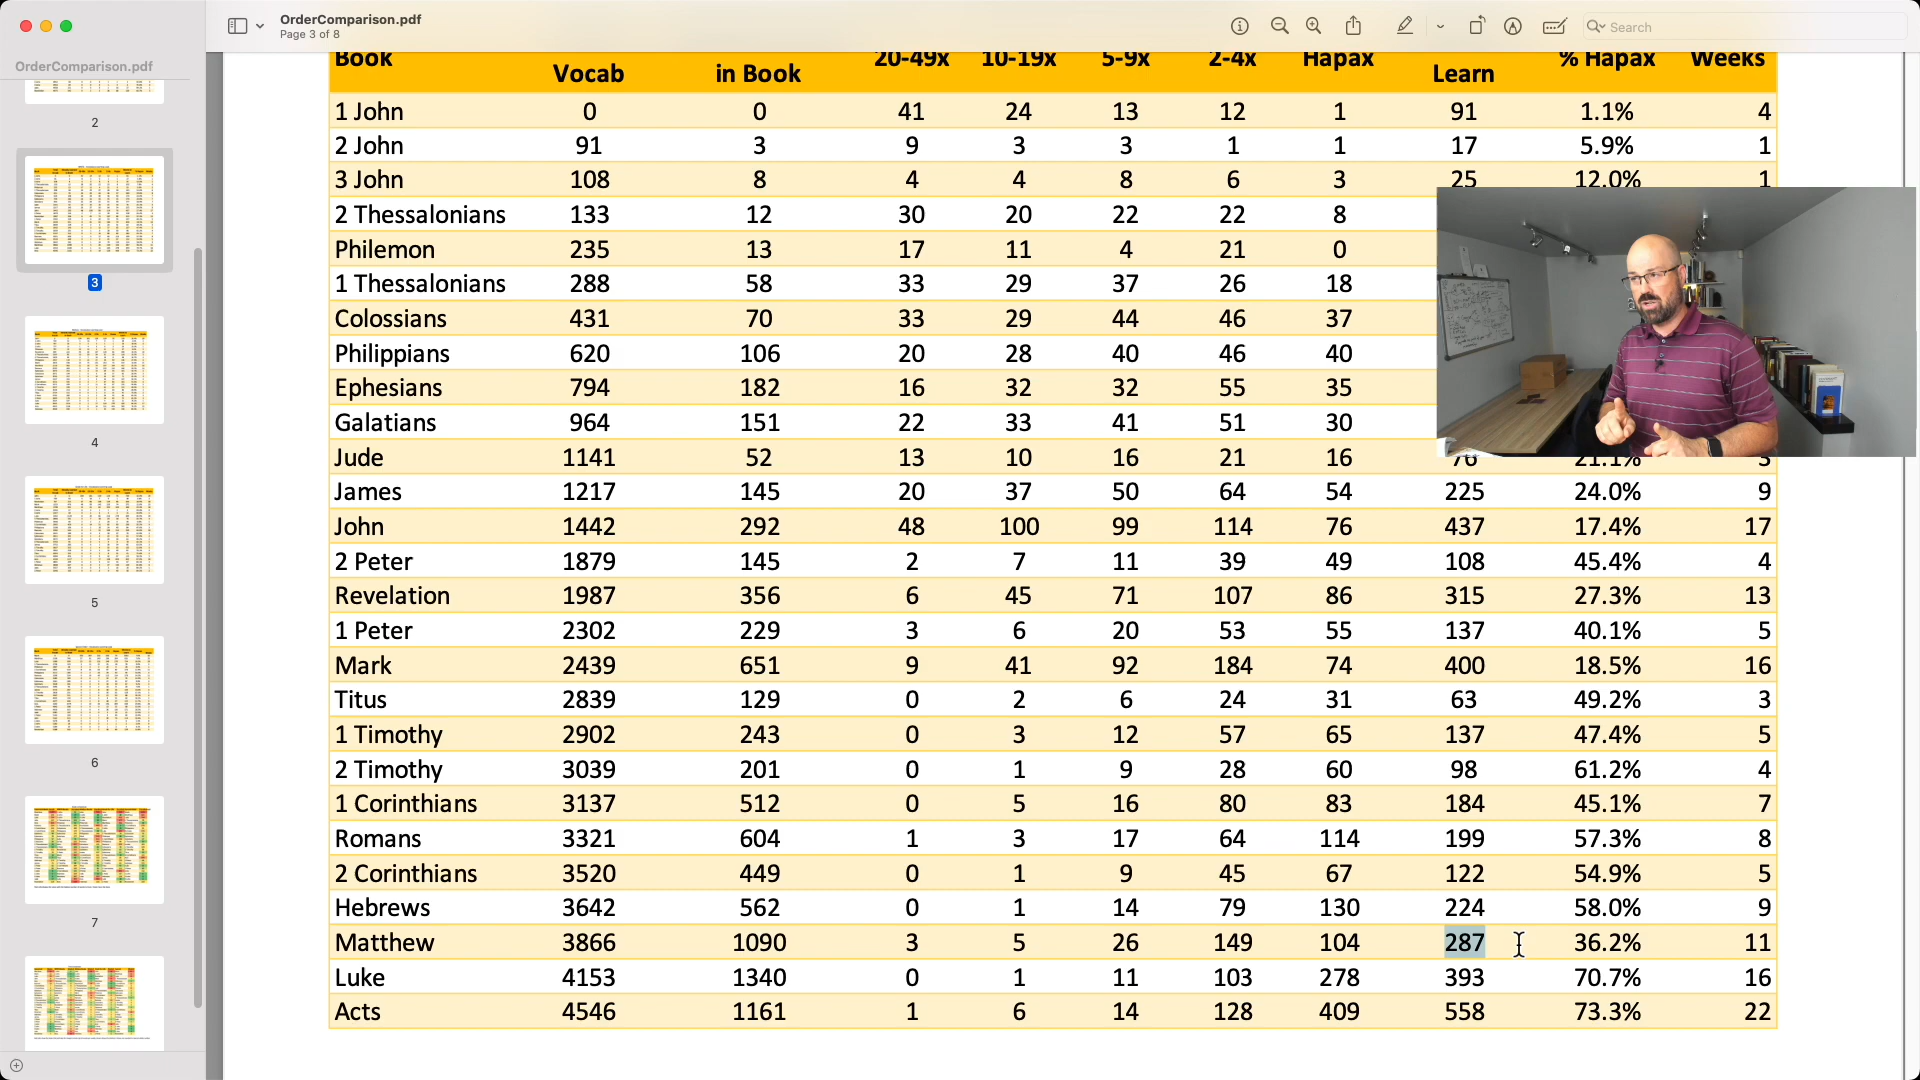 OrderComparison.pdf
Page 3 of 8
Search
OrderComparison.pdf
2
3
4
5
6
7
Book Vocab in Book 20-49x 10-19x 5-9x 2-4x Hapax Learn % Hapax Weeks
1 John 0 0 41 24 13 12 1 91 1.1% 4
2 John 91 3 9 3 3 1 1 17 5.9% 1
3 John 108 8 4 4 8 6 3 25 12.0% 1
2 Thessalonians 133 12 30 20 22 22 8
Philemon 235 13 17 11 4 21 0
1 Thessalonians 288 58 33 29 37 26 18
Colossians 431 70 33 29 44 46 37
Philippians 620 106 20 28 40 46 40
Ephesians 794 182 16 32 32 55 35
Galatians 964 151 22 33 41 51 30
Jude 1141 52 13 10 16 21 16 76 21.1% 3
James 1217 145 20 37 50 64 54 225 24.0% 9
John 1442 292 48 100 99 114 76 437 17.4% 17
2 Peter 1879 145 2 7 11 39 49 108 45.4% 4
Revelation 1987 356 6 45 71 107 86 315 27.3% 13
1 Peter 2302 229 3 6 20 53 55 137 40.1% 5
Mark 2439 651 9 41 92 184 74 400 18.5% 16
Titus 2839 129 0 2 6 24 31 63 49.2% 3
1 Timothy 2902 243 0 3 12 57 65 137 47.4% 5
2 Timothy 3039 201 0 1 9 28 60 98 61.2% 4
1 Corinthians 3137 512 0 5 16 80 83 184 45.1% 7
Romans 3321 604 1 3 17 64 114 199 57.3% 8
2 Corinthians 3520 449 0 1 9 45 67 122 54.9% 5
Hebrews 3642 562 0 1 14 79 130 224 58.0% 9
Matthew 3866 1090 3 5 26 149 104 287 36.2% 11
Luke 4153 1340 0 1 11 103 278 393 70.7% 16
Acts 4546 1161 1 6 14 128 409 558 73.3% 22